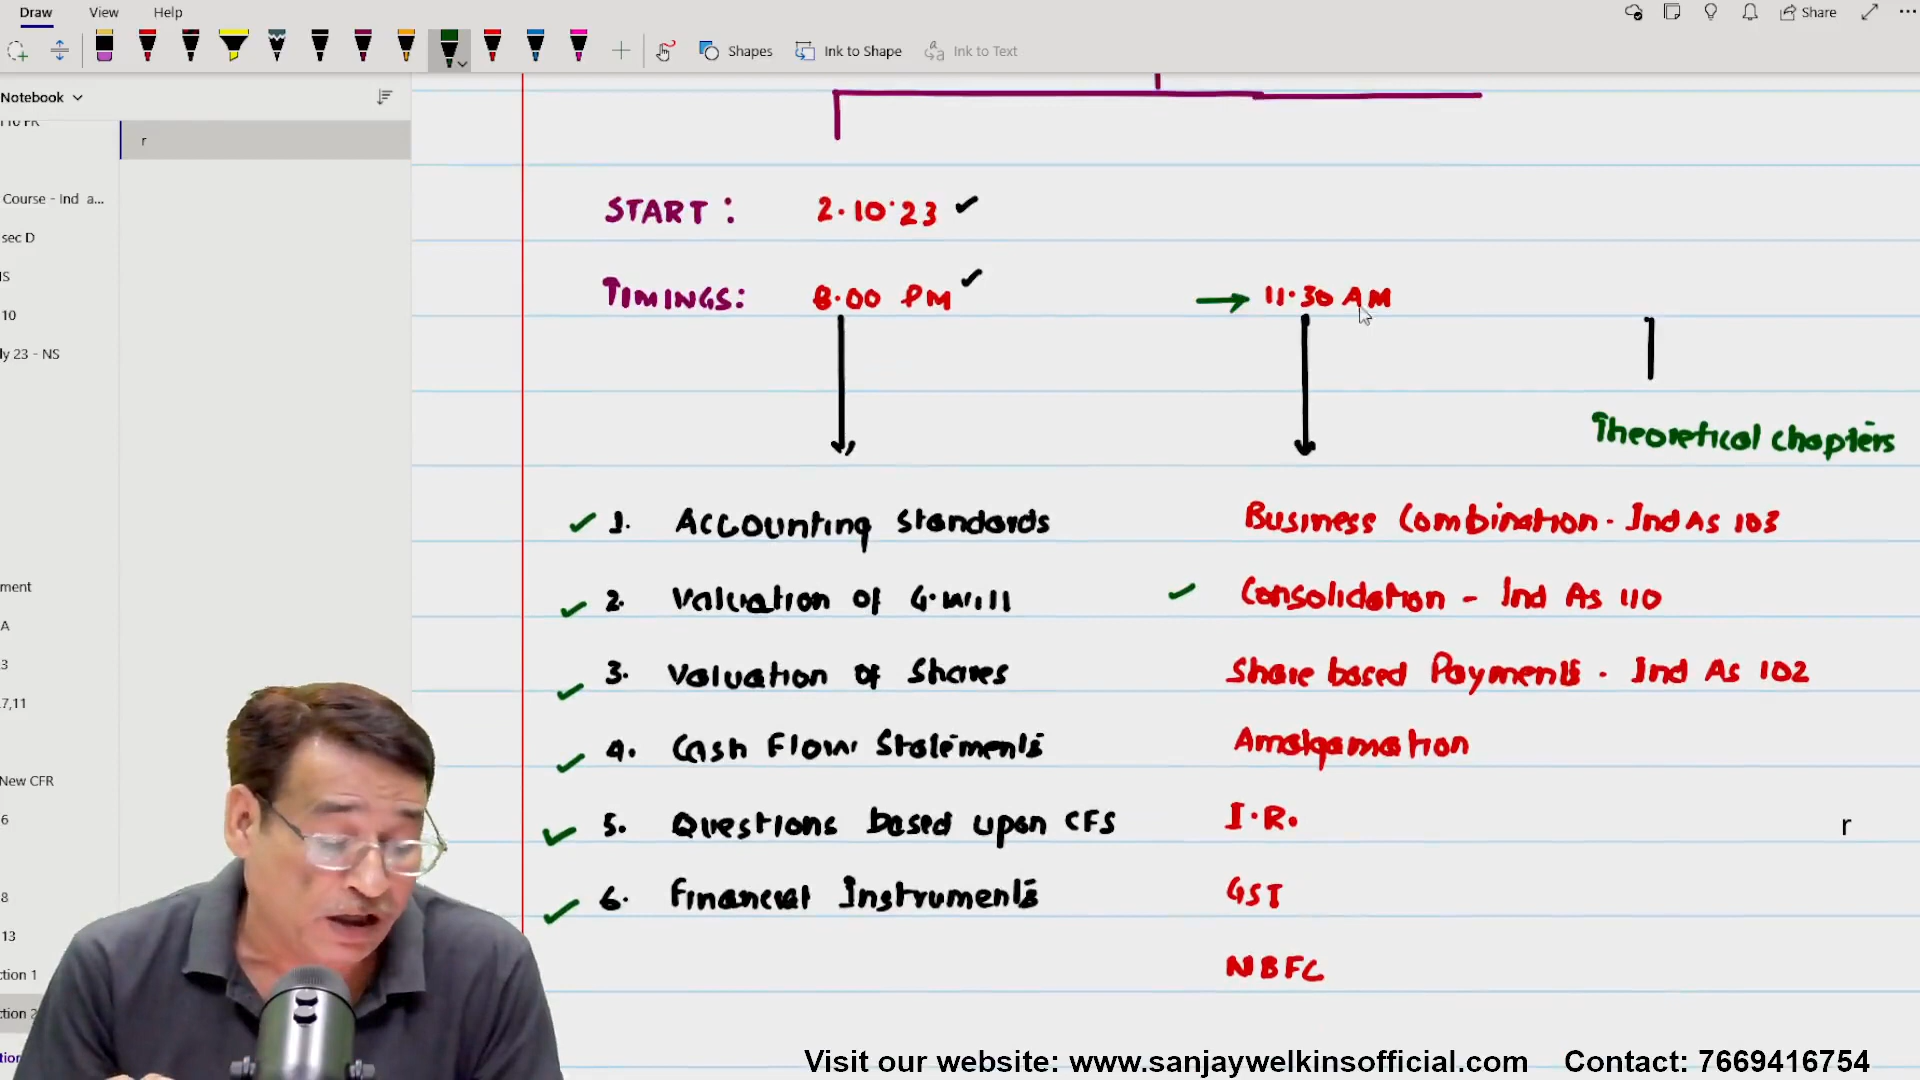 Draw View Help Share
Shapes Ink to Shape Ink to Text
Notebook
r
Course - Ind a...
sec D
10
ly 23 - NS
ment
A
3
7,11
New CFR
6
8
13
ction 1
START : 2.10.23
TIMINGS: 8.00 PM → 11.30 AM
Theoretical chapters
1. Accounting Standards Business Combination. Ind As 103
2. Valuation of G.Will Consolidation - Ind As 110
3. Valuation of Shares Share based Payments. Ind As 102
4. Cash Flow Statements Amalgamation
5. Questions based upon CFS I.R. r
6. Financial Instruments GST
NBFC
Visit our website: www.sanjaywelkinsofficial.com Contact: 7669416754